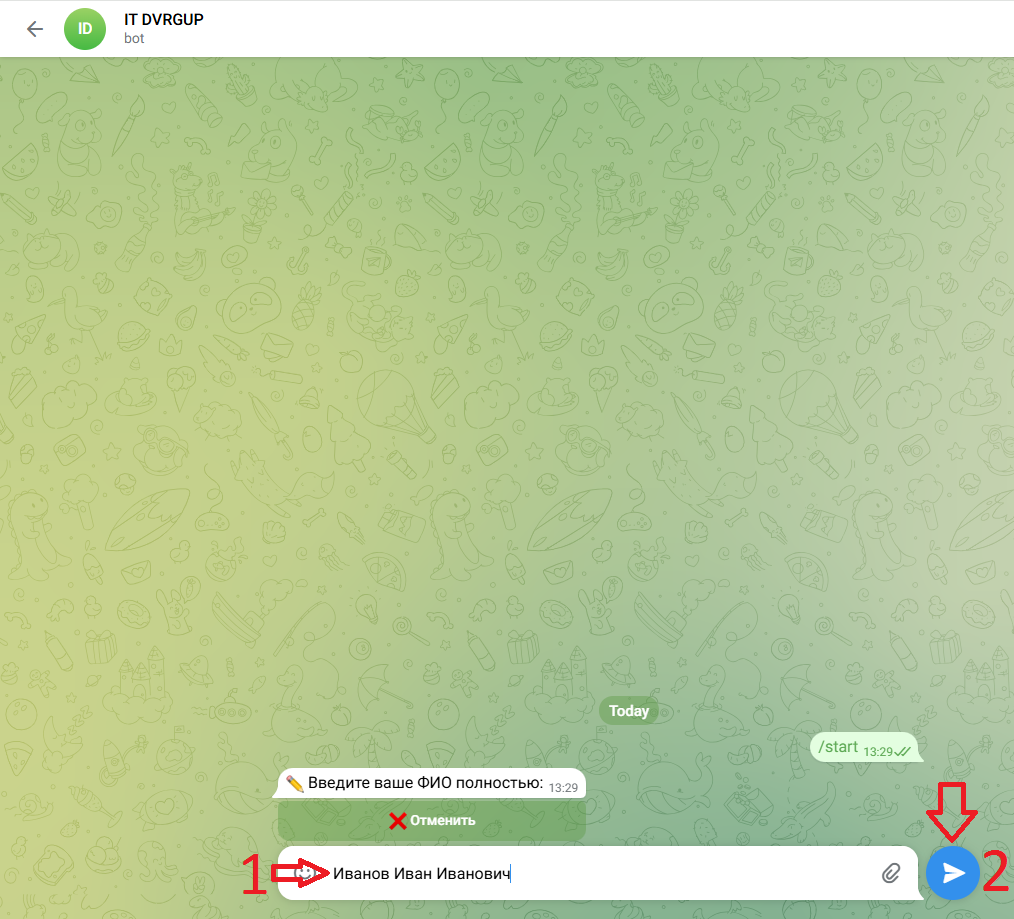 ID
IT DVRGUP
bot
Today
/start 13:29
✏️ Введите ваше ФИО полностью: 13:29
❌ Отменить
1
Иванов Иван Иванович
2